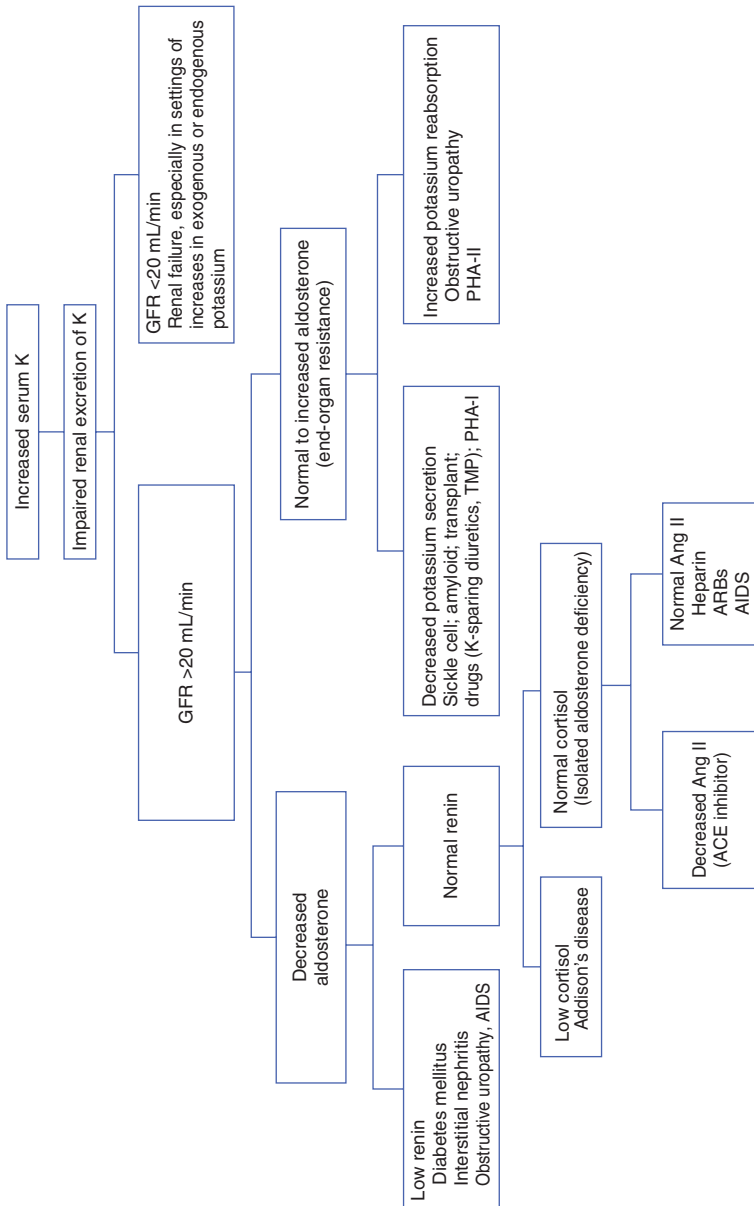 Increased serum K
Impaired renal excretion of K
GFR >20 mL/min
GFR <20 mL/min
Renal failure, especially in settings of
increases in exogenous or endogenous
potassium
Decreased
aldosterone
Normal to increased aldosterone
(end-organ resistance)
Low renin
Diabetes mellitus
Interstitial nephritis
Obstructive uropathy, AIDS
Normal renin
Decreased potassium secretion
Sickle cell; amyloid; transplant;
drugs (K-sparing diuretics, TMP); PHA-I
Increased potassium reabsorption
Obstructive uropathy
PHA-II
Low cortisol
Addison's disease
Normal cortisol
(Isolated aldosterone deficiency)
Decreased Ang II
(ACE inhibitor)
Normal Ang II
Heparin
ARBs
AIDS